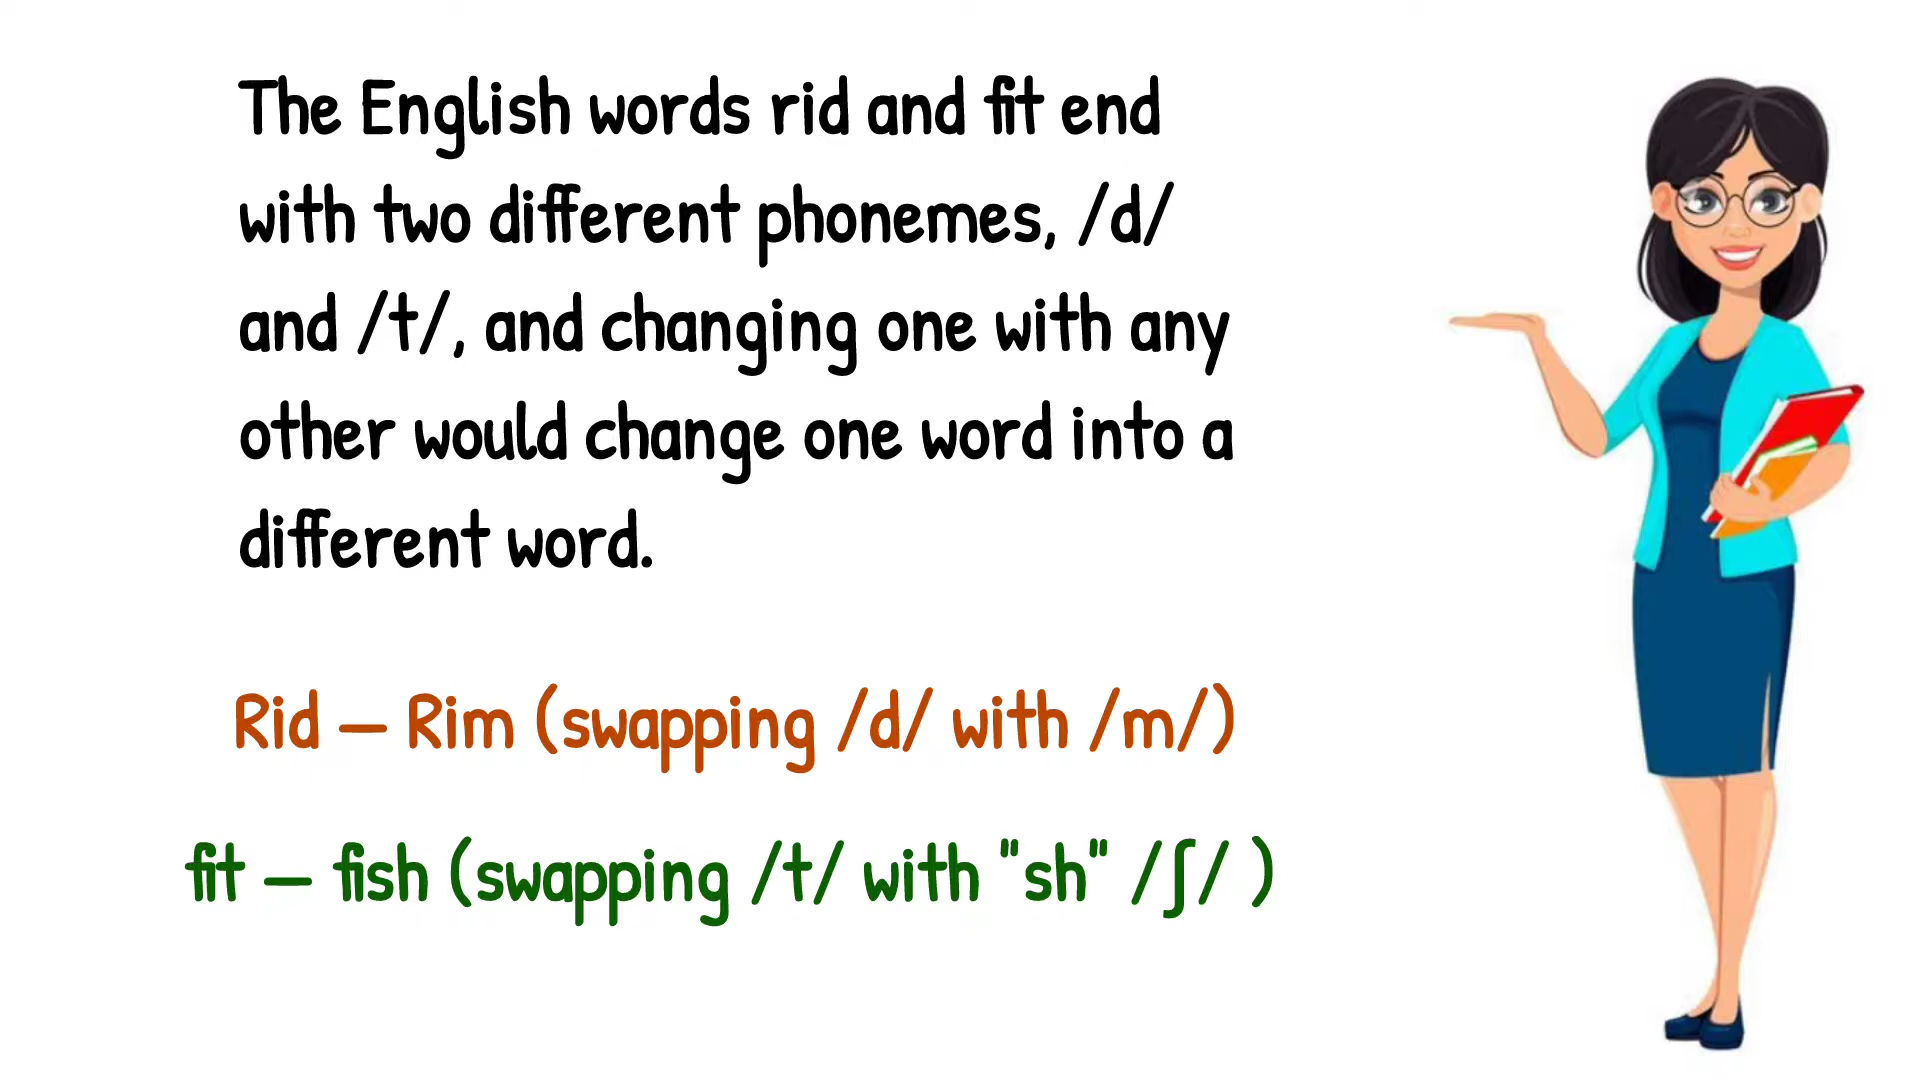 The English words rid and fit end
with two different phonemes, /d/
and /t/, and changing one with any
other would change one word into a
different word.
Rid – Rim (swapping /d/ with /m/)
fit – fish (swapping /t/ with "sh" /ʃ/ )